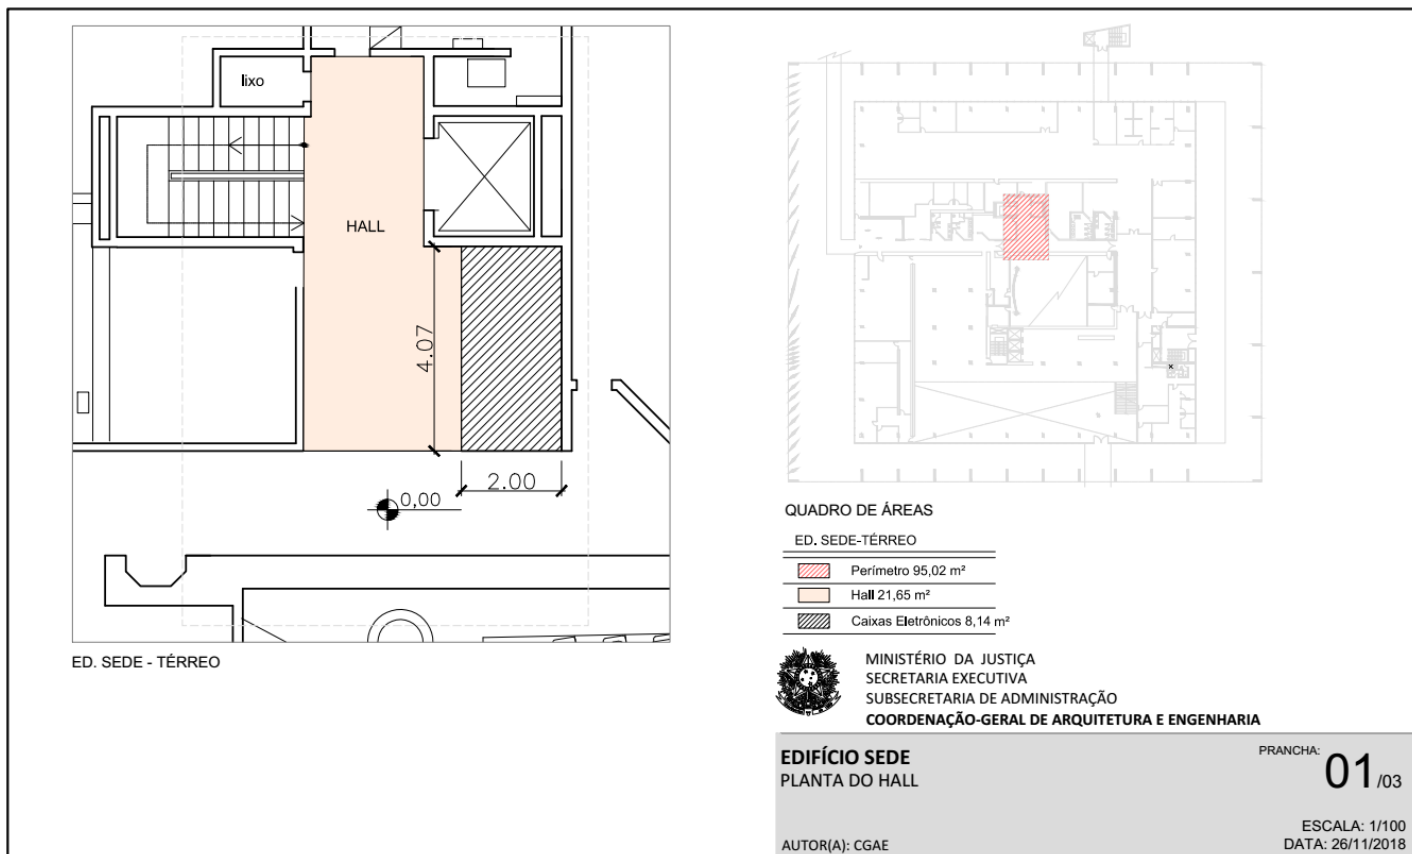 lixo
HALL
4.07
2.00
0,00
ED. SEDE - TÉRREO
QUADRO DE ÁREAS
ED. SEDE-TÉRREO
Perímetro 95,02 m²
Hall 21,65 m²
Caixas Eletrônicos 8,14 m²
MINISTÉRIO DA JUSTIÇA
SECRETARIA EXECUTIVA
SUBSECRETARIA DE ADMINISTRAÇÃO
COORDENAÇÃO-GERAL DE ARQUITETURA E ENGENHARIA
EDIFÍCIO SEDE
PLANTA DO HALL
PRANCHA: 01/03
ESCALA: 1/100
AUTOR(A): CGAE
DATA: 26/11/2018